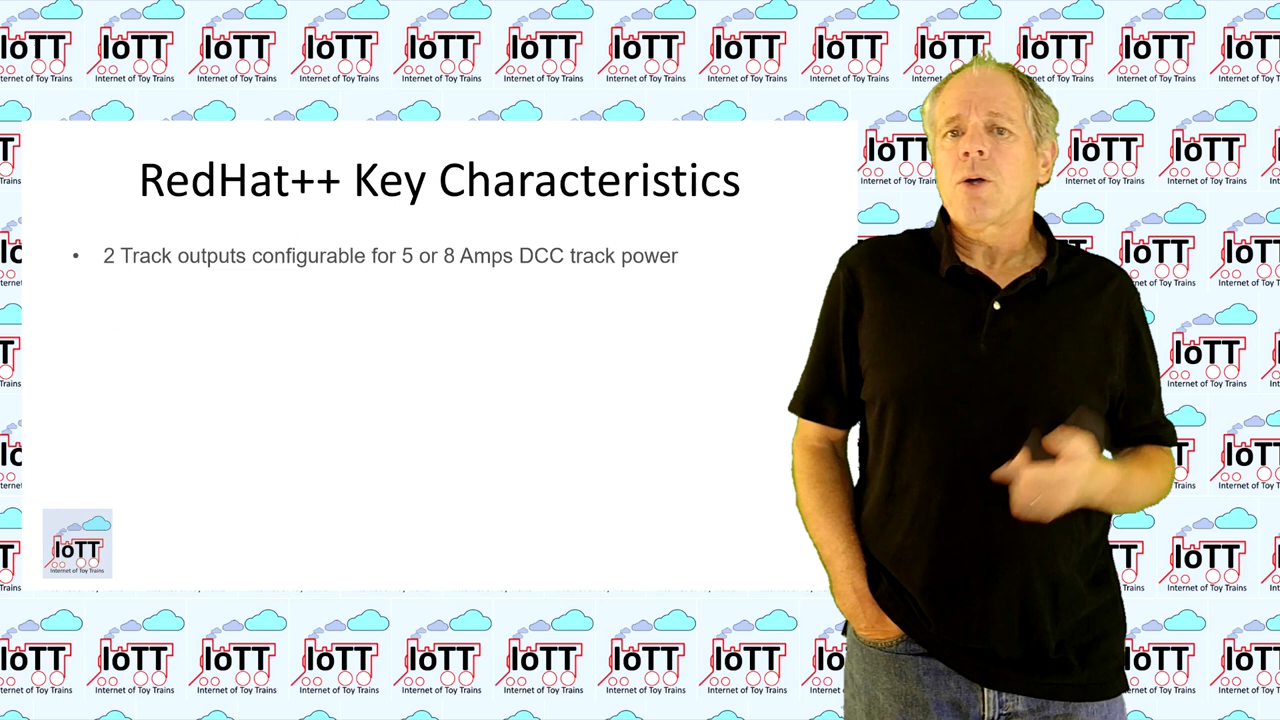 RedHat++ Key Characteristics
• 2 Track outputs configurable for 5 or 8 Amps DCC track power
IoTT
Internet of Toy Trains